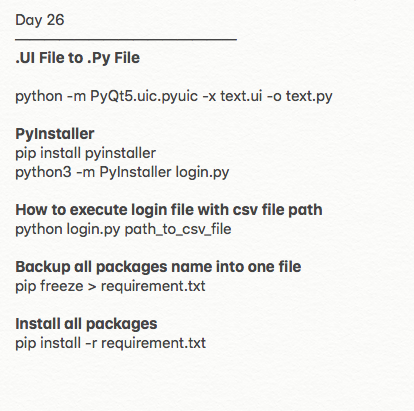 Day 26
.UI File to .Py File
python -m PyQt5.uic.pyuic -x text.ui -o text.py
PyInstaller
pip install pyinstaller
python3 -m PyInstaller login.py
How to execute login file with csv file path
python login.py path_to_csv_file
Backup all packages name into one file
pip freeze > requirement.txt
Install all packages
pip install -r requirement.txt